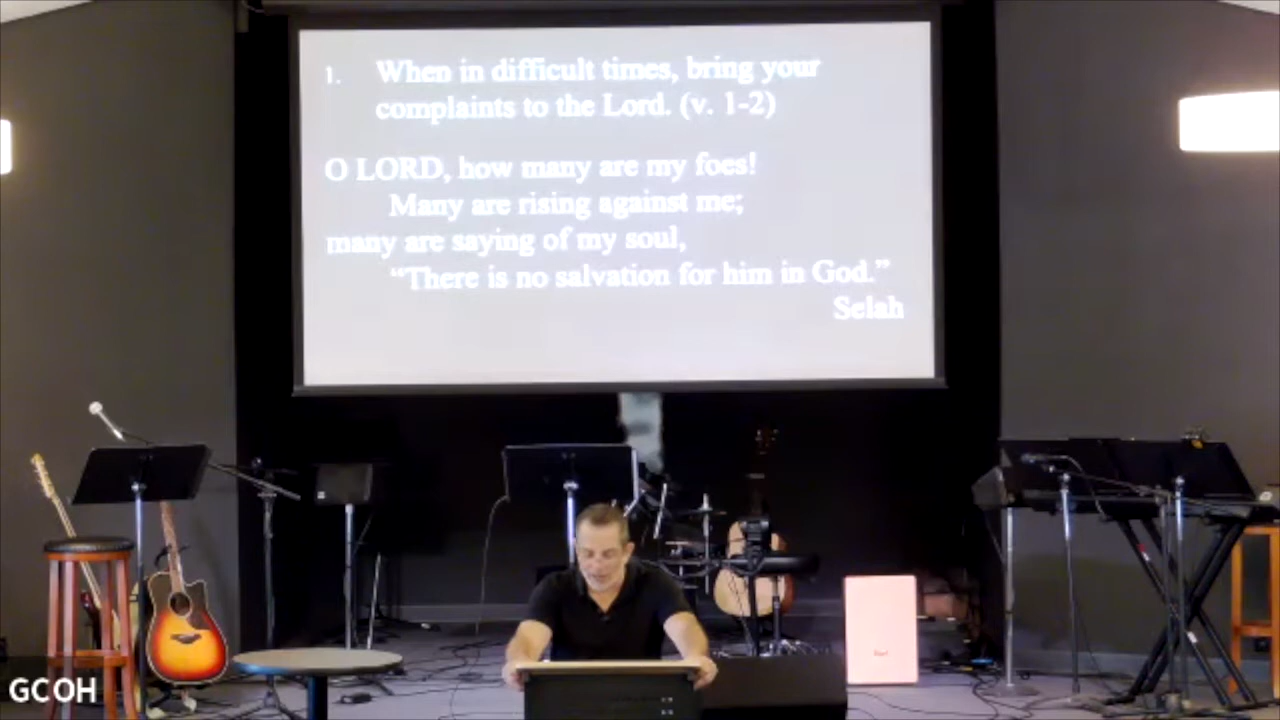 1. When in difficult times, bring your
complaints to the Lord. (v. 1-2)
O LORD, how many are my foes!
Many are rising against me;
many are saying of my soul,
“There is no salvation for him in God.”
Selah
GCOH